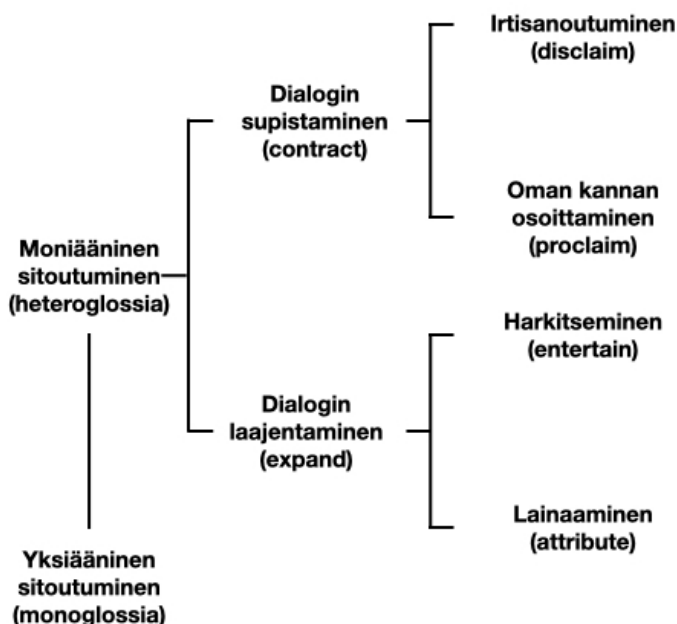 Irtisanoutuminen
(disclaim)
Dialogin
supistaminen
(contract)
Oman kannan
osoittaminen
(proclaim)
Moniääninen
sitoutuminen
(heteroglossia)
Harkitseminen
(entertain)
Dialogin
laajentaminen
(expand)
Lainaaminen
(attribute)
Yksiääninen
sitoutuminen
(monoglossia)